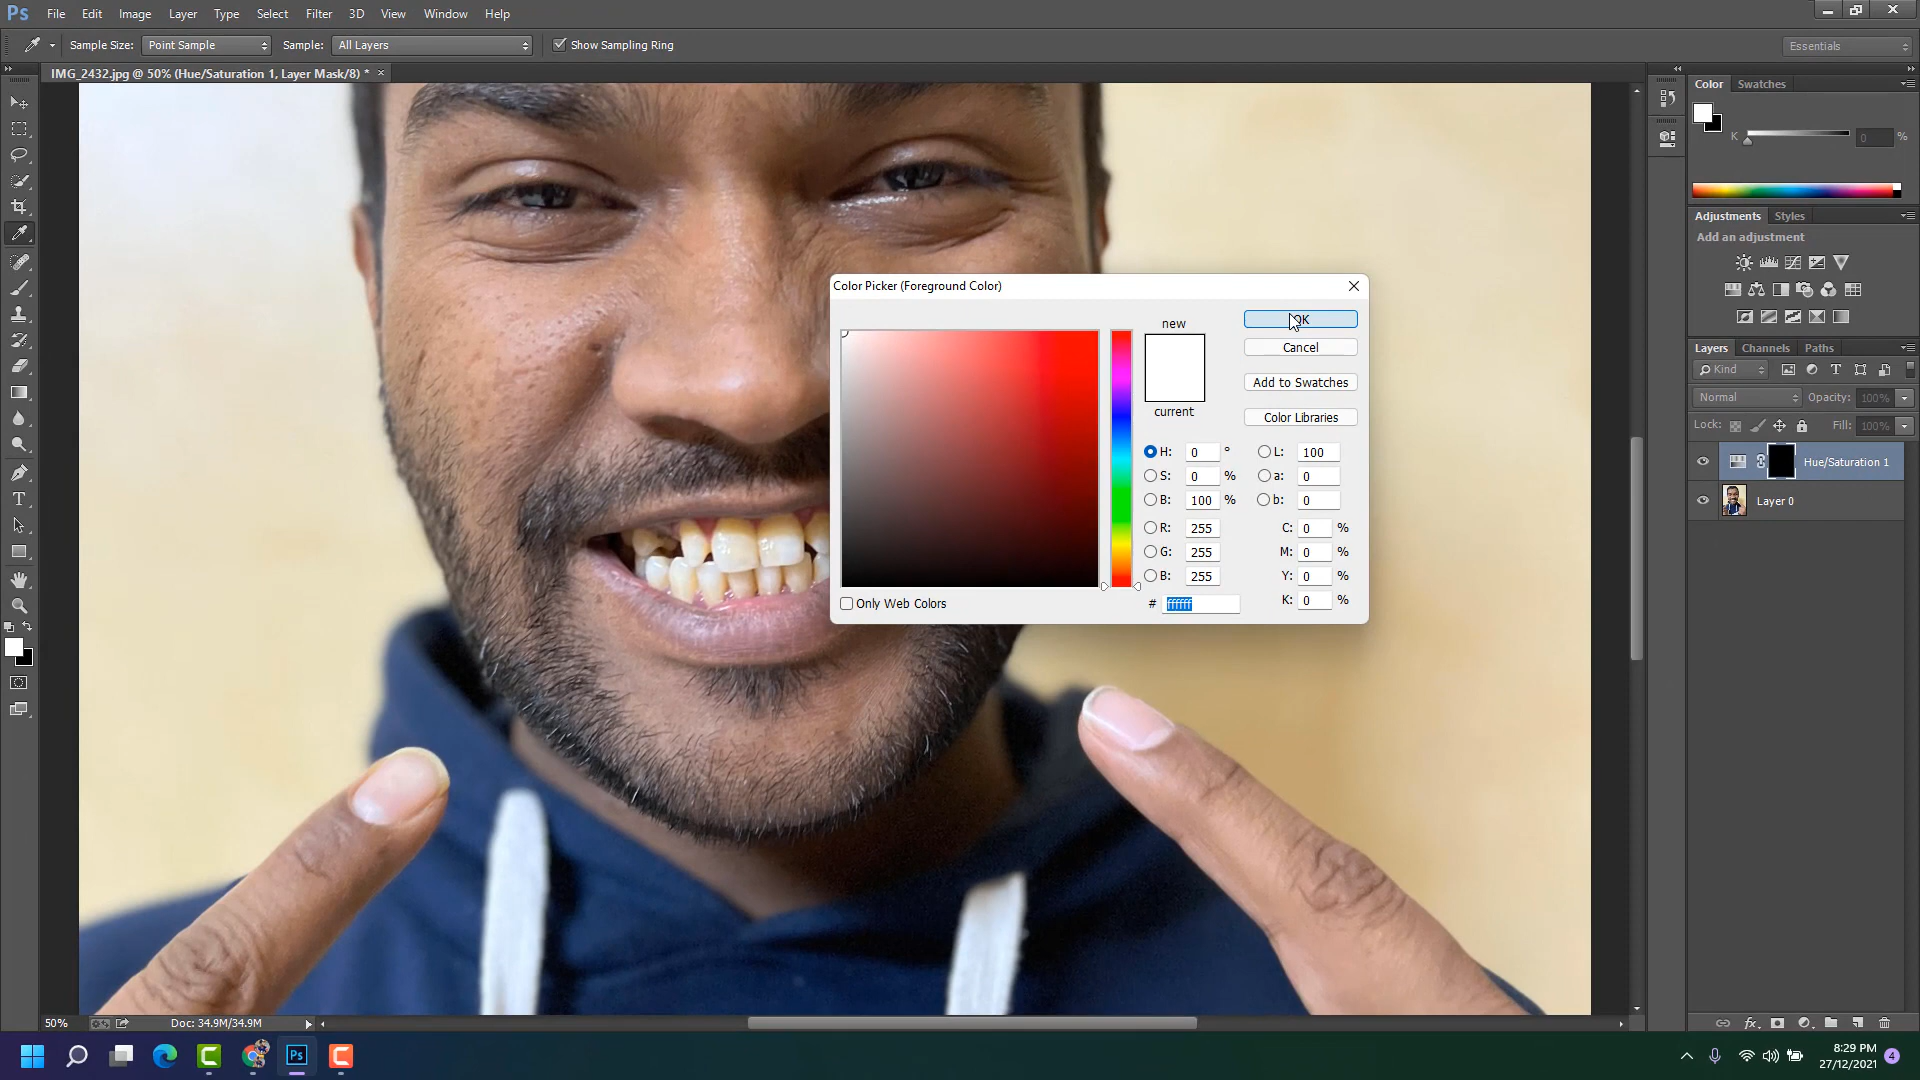 Ps File Edit Image Layer Type Select Filter 3D View Window Help
Sample Size: Point Sample Sample: All Layers Show Sampling Ring Essentials
IMG_2432.jpg @ 50% (Hue/Saturation 1, Layer Mask/8) * ×
Color Swatches
K 0 %
Adjustments Styles
Add an adjustment
Color Picker (Foreground Color)
new
OK
current
Cancel
Add to Swatches
Color Libraries
H: 0 ° L: 100
S: 0 % a: 0
B: 100 % b: 0
R: 255 C: 0 %
G: 255 M: 0 %
B: 255 Y: 0 %
Only Web Colors # ffffff K: 0 %
Layers Channels Paths
Kind
Normal Opacity: 100%
Lock: Fill: 100%
Hue/Saturation 1
Layer 0
50% Doc: 34.9M/34.9M
Ps
8:29 PM
27/12/2021
4